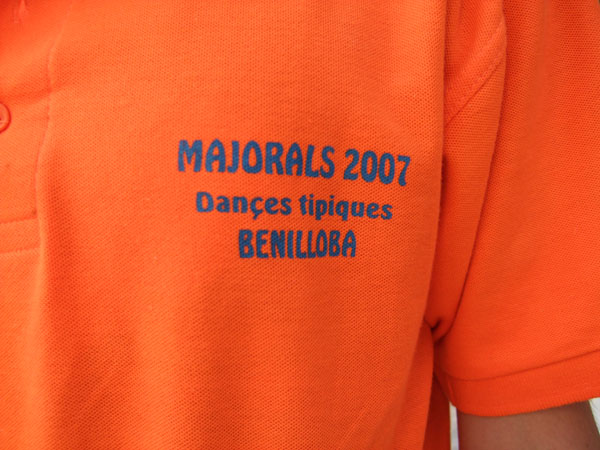 MAJORALS 2007
Dançes tipiques
BENILLOBA